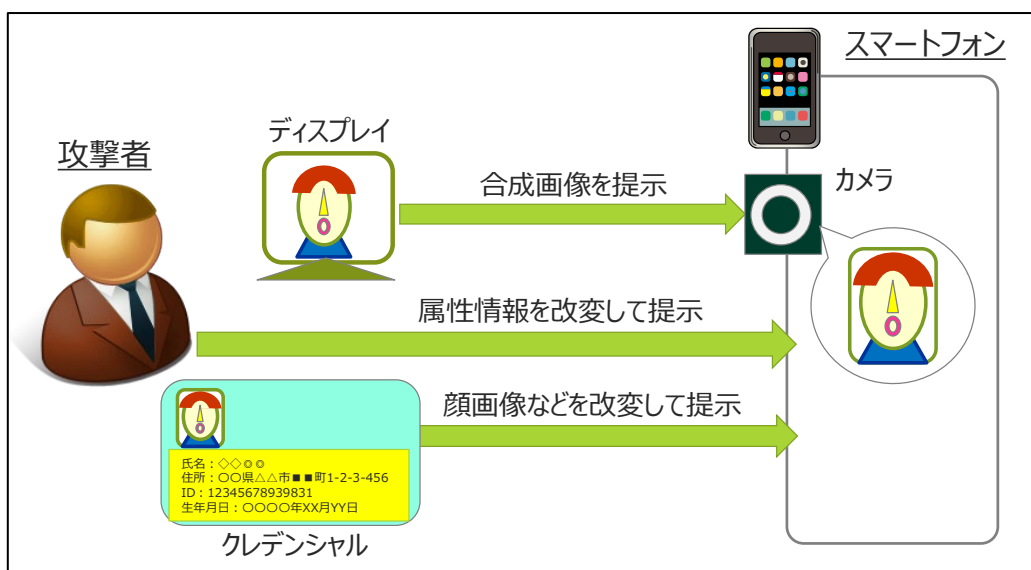 スマートフォン
ディスプレイ
攻撃者
合成画像を提示
カメラ
属性情報を改変して提示
顔画像などを改変して提示
氏名：◇◇◎◎
住所：〇〇県△△市■■町1-2-3-456
ID：12345678939831
生年月日：〇〇〇〇年XX月YY日
クレデンシャル